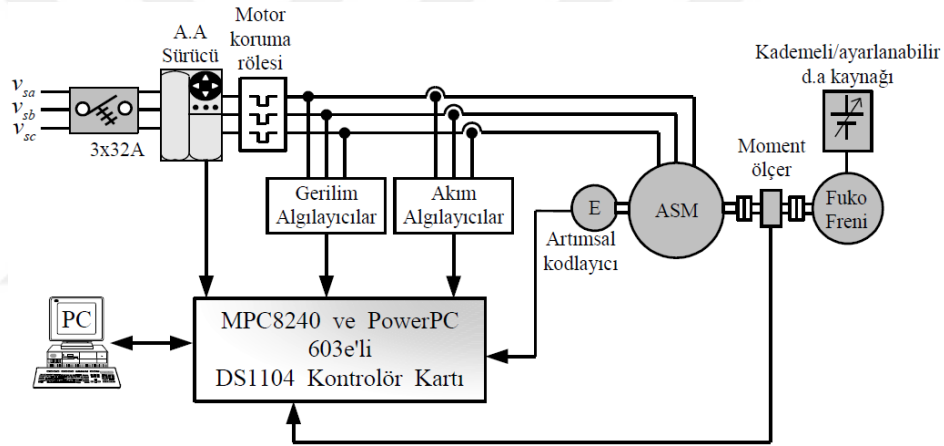 Motor
koruma
rölesi
A.A
Sürücü
Kademeli/ayarlanabilir
d.a kaynağı
v_sa
v_sb
v_sc
3x32A
Moment
ölçer
Gerilim
Algılayıcılar
Akım
Algılayıcılar
E
ASM
Fuko
Freni
Artımsal
kodlayıcı
PC
MPC8240 ve PowerPC
603e'li
DS1104 Kontrolör Kartı